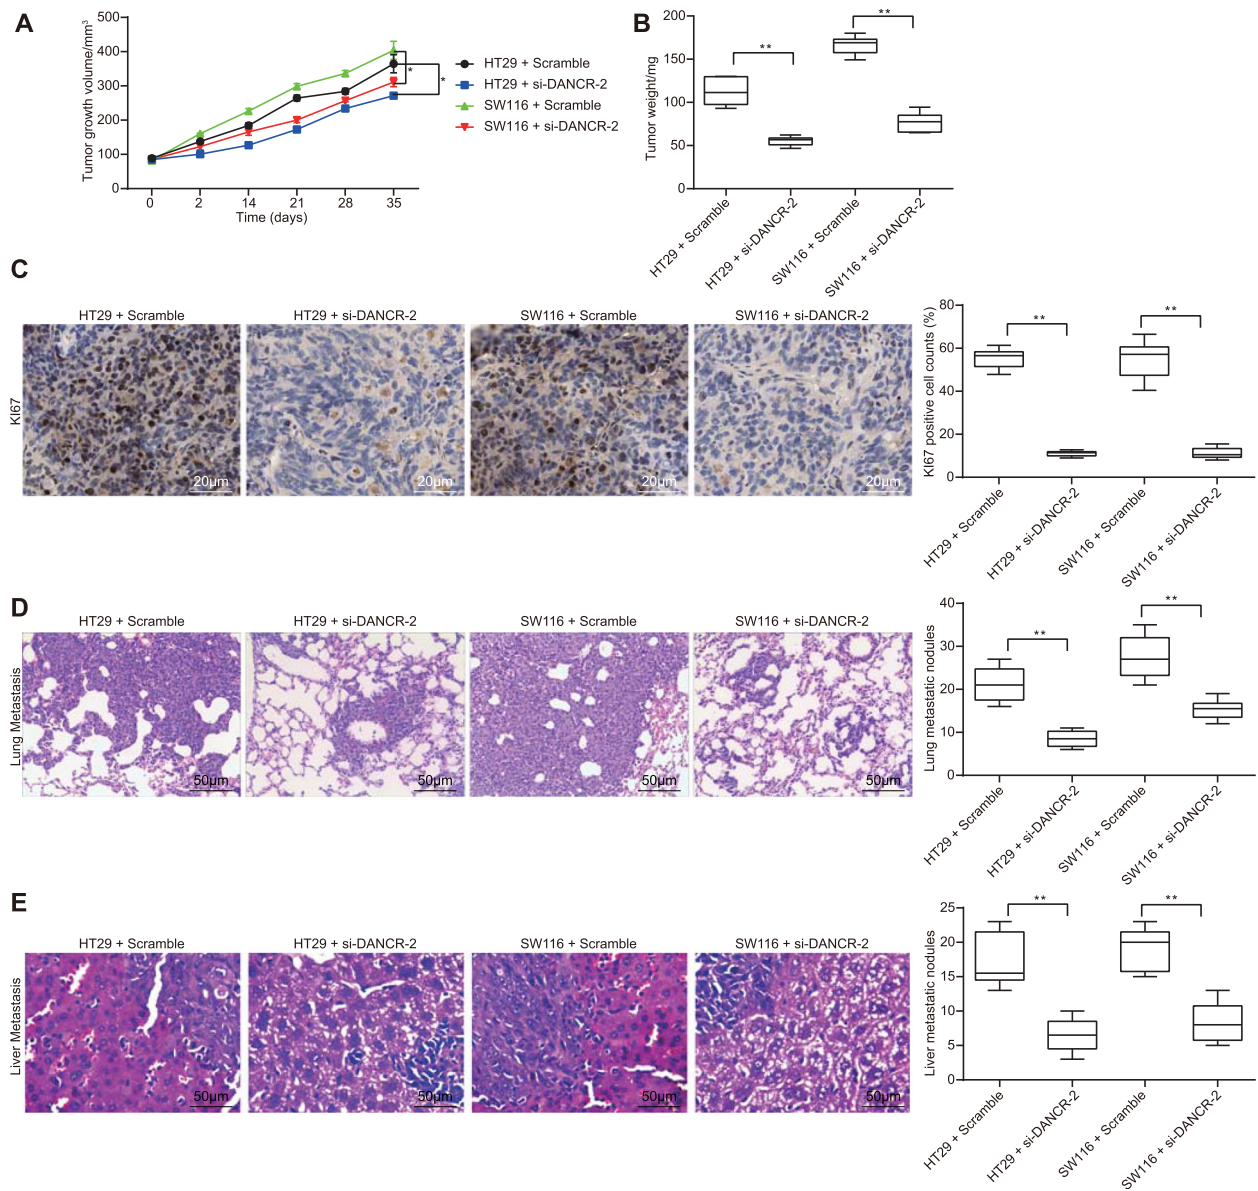 A
500
400
300
200
100
0
Tumor growth volume/mm³
0 2 14 21 28 35
Time (days)
*
*
HT29 + Scramble
HT29 + si-DANCR-2
SW116 + Scramble
SW116 + si-DANCR-2
B
200
150
100
50
0
Tumor weight/mg
**
**
HT29 + Scramble
HT29 + si-DANCR-2
SW116 + Scramble
SW116 + si-DANCR-2
C
HT29 + Scramble
HT29 + si-DANCR-2
SW116 + Scramble
SW116 + si-DANCR-2
KI67
20μm
20μm
20μm
20μm
80
60
40
20
0
KI67 positive cell counts (%)
**
**
HT29 + Scramble
HT29 + si-DANCR-2
SW116 + Scramble
SW116 + si-DANCR-2
D
HT29 + Scramble
HT29 + si-DANCR-2
SW116 + Scramble
SW116 + si-DANCR-2
Lung Metastasis
50μm
50μm
50μm
50μm
40
30
20
10
0
Lung metastatic nodules
**
**
HT29 + Scramble
HT29 + si-DANCR-2
SW116 + Scramble
SW116 + si-DANCR-2
E
HT29 + Scramble
HT29 + si-DANCR-2
SW116 + Scramble
SW116 + si-DANCR-2
Liver Metastasis
50μm
50μm
50μm
50μm
25
20
15
10
5
0
Liver metastatic nodules
**
**
HT29 + Scramble
HT29 + si-DANCR-2
SW116 + Scramble
SW116 + si-DANCR-2